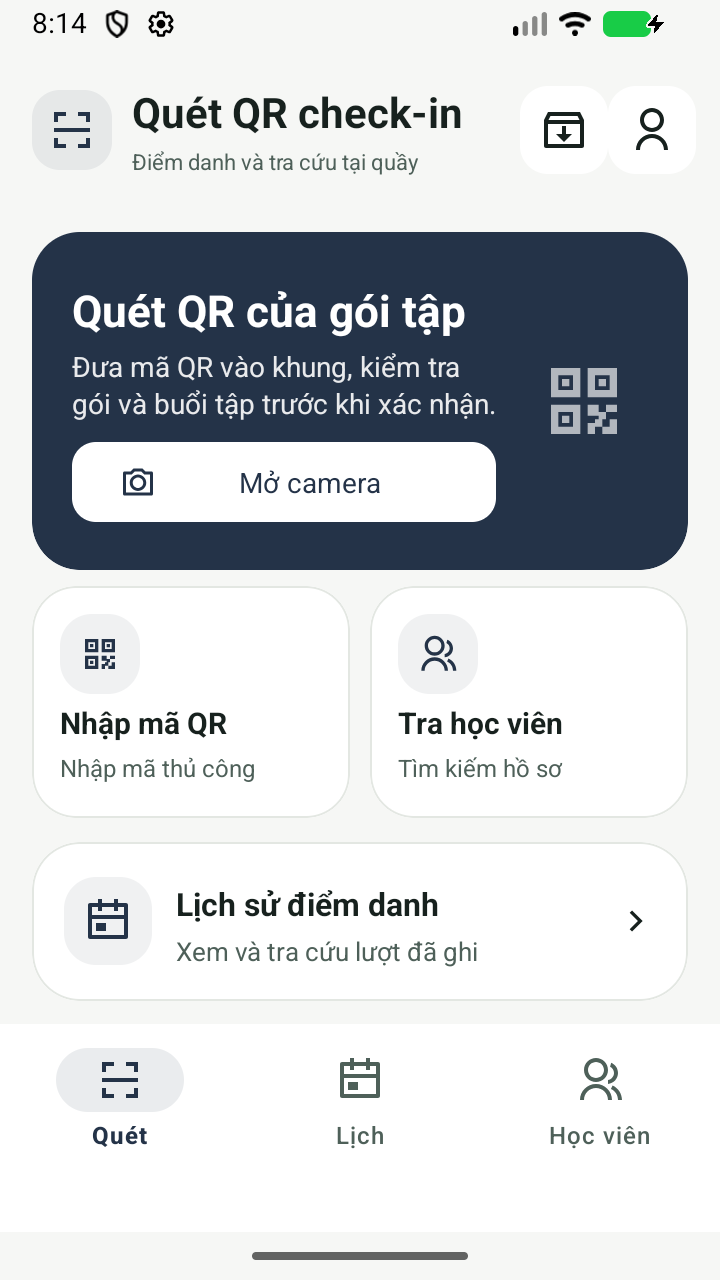 8:14
Quét QR check-in
Điểm danh và tra cứu tại quầy
Quét QR của gói tập
Đưa mã QR vào khung, kiểm tra
gói và buổi tập trước khi xác nhận.
Mở camera
Nhập mã QR
Nhập mã thủ công
Tra học viên
Tìm kiếm hồ sơ
Lịch sử điểm danh
Xem và tra cứu lượt đã ghi
Quét
Lịch
Học viên